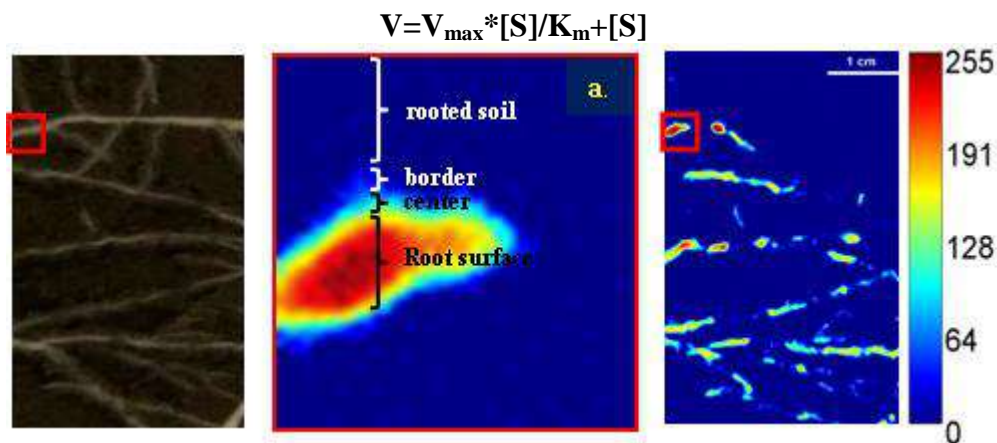 V=Vmax*[S]/Km+[S]
a.
rooted soil
border
center
Root surface
1 cm
255
191
128
64
0